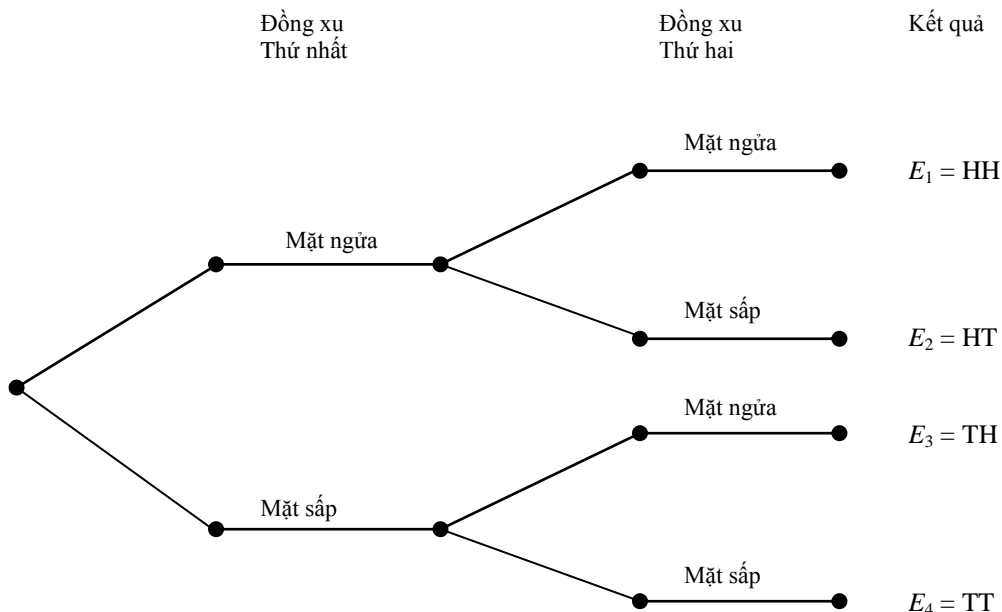 Đồng xu
Thứ nhất
Đồng xu
Thứ hai
Kết quả
Mặt ngửa
E1 = HH
Mặt ngửa
Mặt sấp
E2 = HT
Mặt ngửa
E3 = TH
Mặt sấp
Mặt sấp
E4 = TT